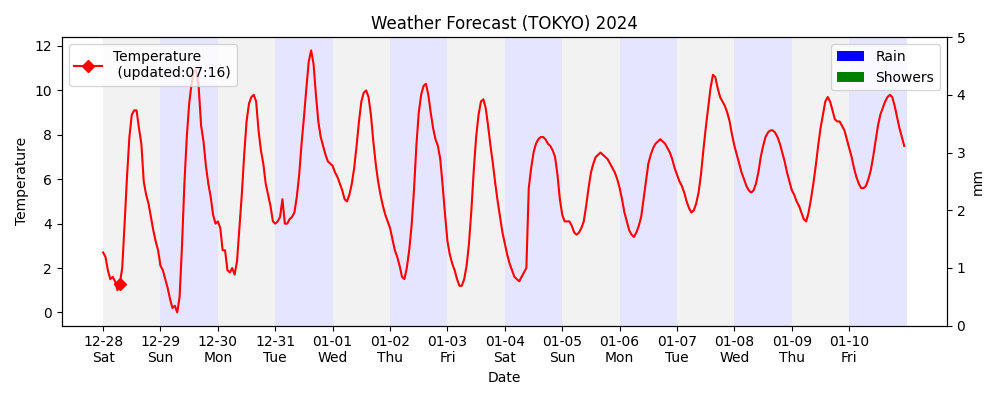 Weather Forecast (TOKYO) 2024
Temperature
(updated:07:16)
Rain
Showers
12
10
8
6
4
2
0
Temperature
5
4
3
2
1
0
mm
12-28 12-29 12-30 12-31 01-01 01-02 01-03 01-04 01-05 01-06 01-07 01-08 01-09 01-10
Sat Sun Mon Tue Wed Thu Fri Sat Sun Mon Tue Wed Thu Fri
Date